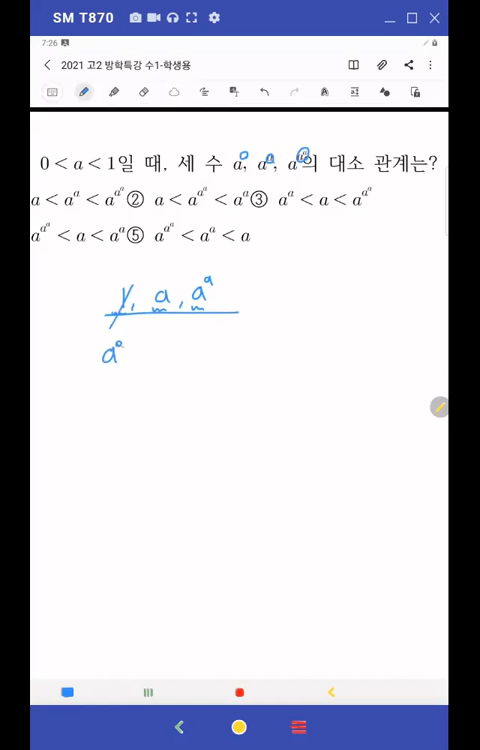 SM T870
7:26
2021 고2 방학특강 수1-학생용
0 < a < 1일 때, 세 수 a, a^a, a^{a^a}의 대소 관계는?
a < a^a < a^{a^a} ② a < a^{a^a} < a^a ③ a^a < a < a^{a^a}
a^{a^a} < a < a^a ⑤ a^{a^a} < a^a < a
1, a, a^a
a^a